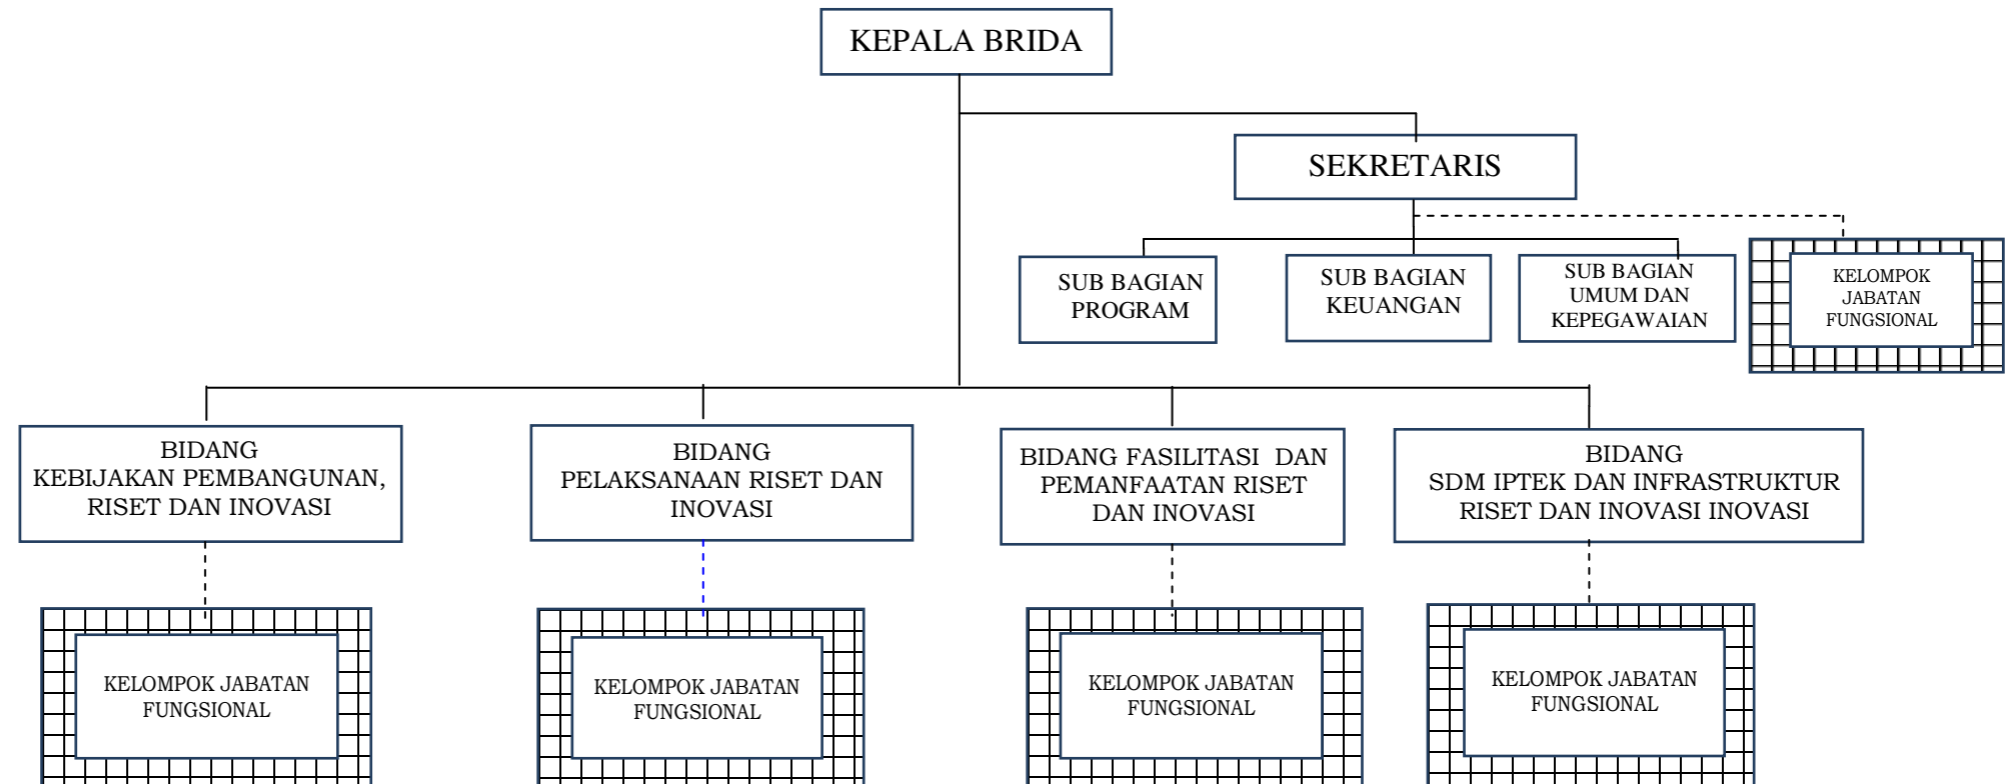 KEPALA BRIDA
SEKRETARIS
SUB BAGIAN
PROGRAM
SUB BAGIAN
KEUANGAN
SUB BAGIAN
UMUM DAN
KEPEGAWAIAN
KELOMPOK
JABATAN
FUNGSIONAL
BIDANG
KEBIJAKAN PEMBANGUNAN,
RISET DAN INOVASI
BIDANG
PELAKSANAAN RISET DAN
INOVASI
BIDANG FASILITASI DAN
PEMANFAATAN RISET
DAN INOVASI
BIDANG
SDM IPTEK DAN INFRASTRUKTUR
RISET DAN INOVASI INOVASI
KELOMPOK JABATAN
FUNGSIONAL
KELOMPOK JABATAN
FUNGSIONAL
KELOMPOK JABATAN
FUNGSIONAL
KELOMPOK JABATAN
FUNGSIONAL